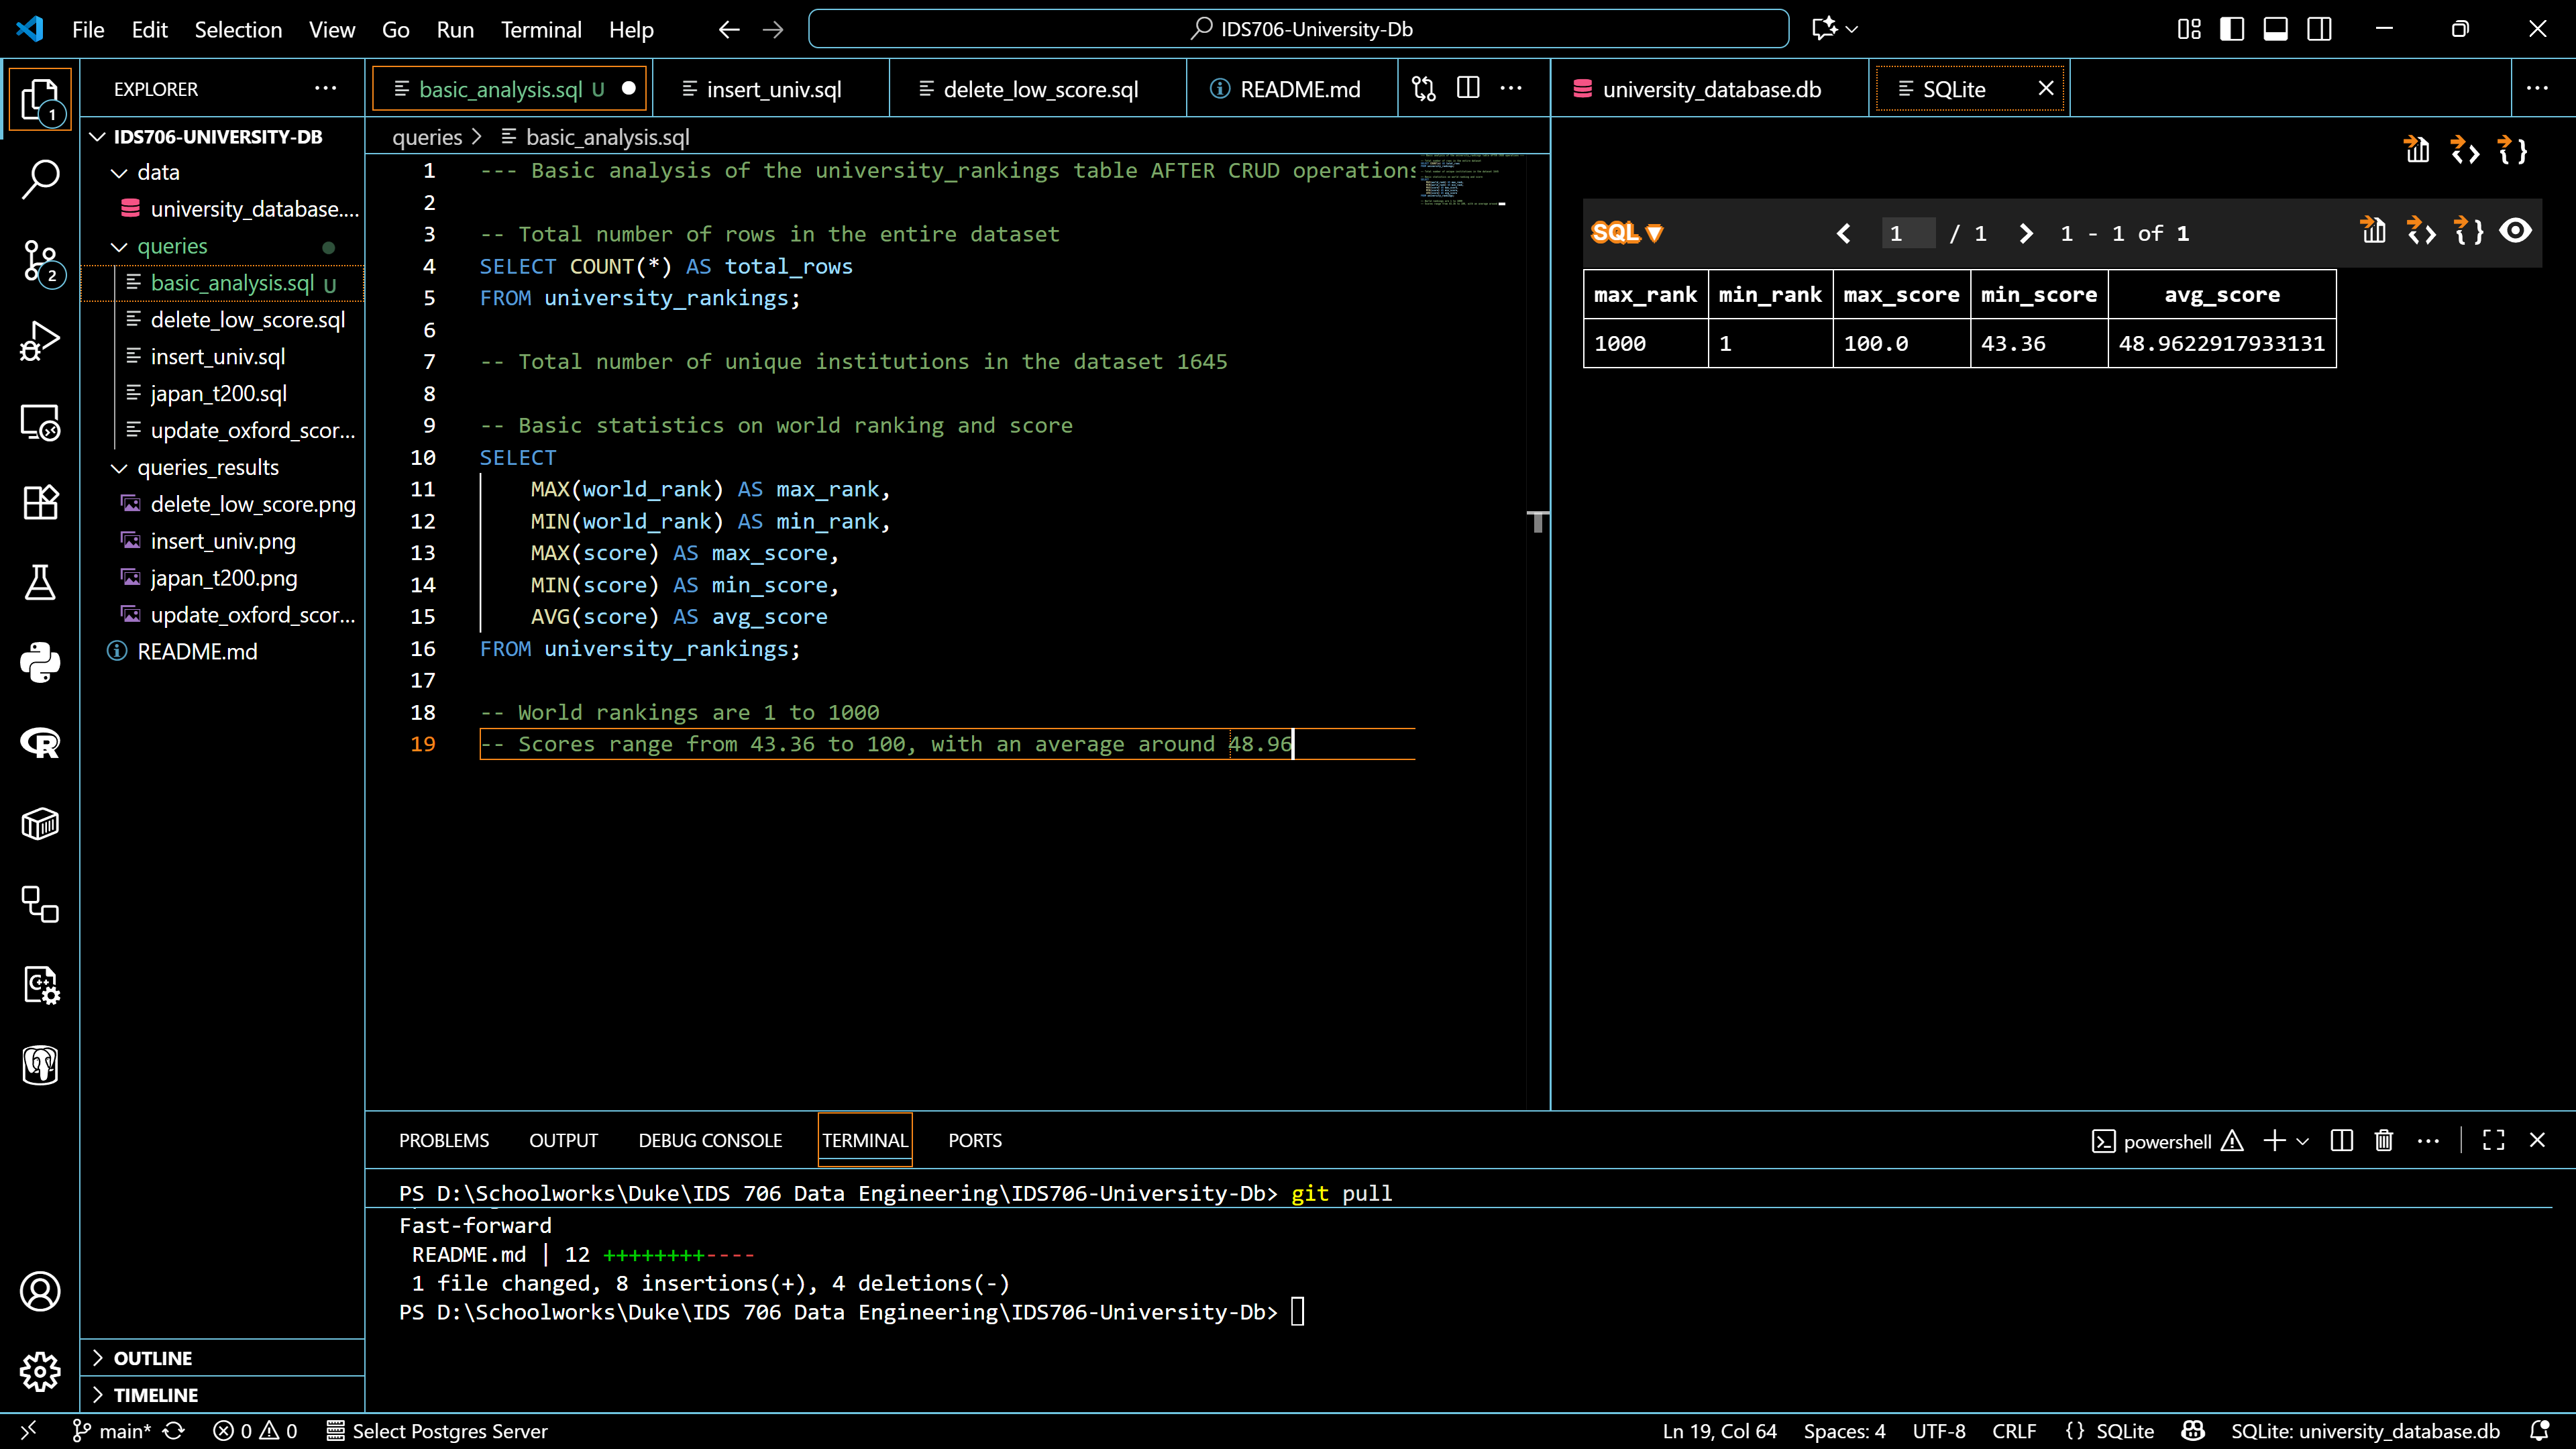 File Edit Selection View Go Run Terminal Help
IDS706-University-Db
1
EXPLORER
basic_analysis.sql U
insert_univ.sql
delete_low_score.sql
README.md
university_database.db
SQLite
IDS706-UNIVERSITY-DB
data
university_database....
queries
basic_analysis.sql U
delete_low_score.sql
insert_univ.sql
japan_t200.sql
update_oxford_scor...
queries_results
delete_low_score.png
insert_univ.png
japan_t200.png
update_oxford_scor...
README.md
2
OUTLINE
TIMELINE
queries > basic_analysis.sql
1 --- Basic analysis of the university_rankings table AFTER CRUD operations
2
3 -- Total number of rows in the entire dataset
4 SELECT COUNT(*) AS total_rows
5 FROM university_rankings;
6
7 -- Total number of unique institutions in the dataset 1645
8
9 -- Basic statistics on world ranking and score
10 SELECT
11 MAX(world_rank) AS max_rank,
12 MIN(world_rank) AS min_rank,
13 MAX(score) AS max_score,
14 MIN(score) AS min_score,
15 AVG(score) AS avg_score
16 FROM university_rankings;
17
18 -- World rankings are 1 to 1000
19 -- Scores range from 43.36 to 100, with an average around 48.96
SQL 1 / 1 1 - 1 of 1
max_rank min_rank max_score min_score avg_score
1000 1 100.0 43.36 48.9622917933131
PROBLEMS OUTPUT DEBUG CONSOLE TERMINAL PORTS
powershell
PS D:\Schoolworks\Duke\IDS 706 Data Engineering\IDS706-University-Db> git pull
Fast-forward
README.md | 12 ++++++++----
1 file changed, 8 insertions(+), 4 deletions(-)
PS D:\Schoolworks\Duke\IDS 706 Data Engineering\IDS706-University-Db>
main* 0 0 Select Postgres Server
Ln 19, Col 64 Spaces: 4 UTF-8 CRLF {} SQLite SQLite: university_database.db